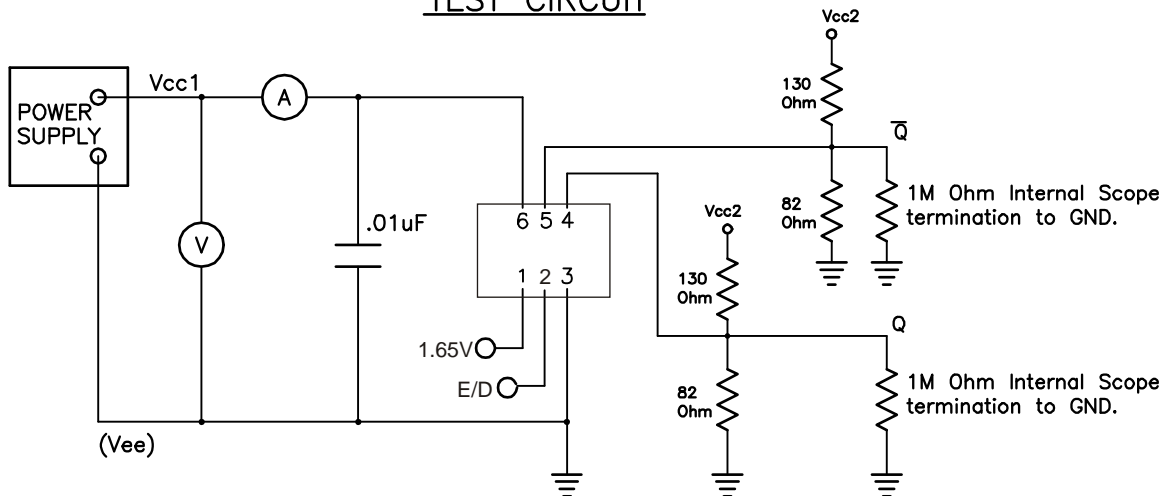 TEST CIRCUIT
Vcc2
POWER
SUPPLY
Vcc1
A
V
.01uF
6 5 4
1 2 3
1.65V
E/D
(Vee)
130
Ohm
Q̅
82
Ohm
1M Ohm Internal Scope
termination to GND.
Vcc2
130
Ohm
Q
82
Ohm
1M Ohm Internal Scope
termination to GND.